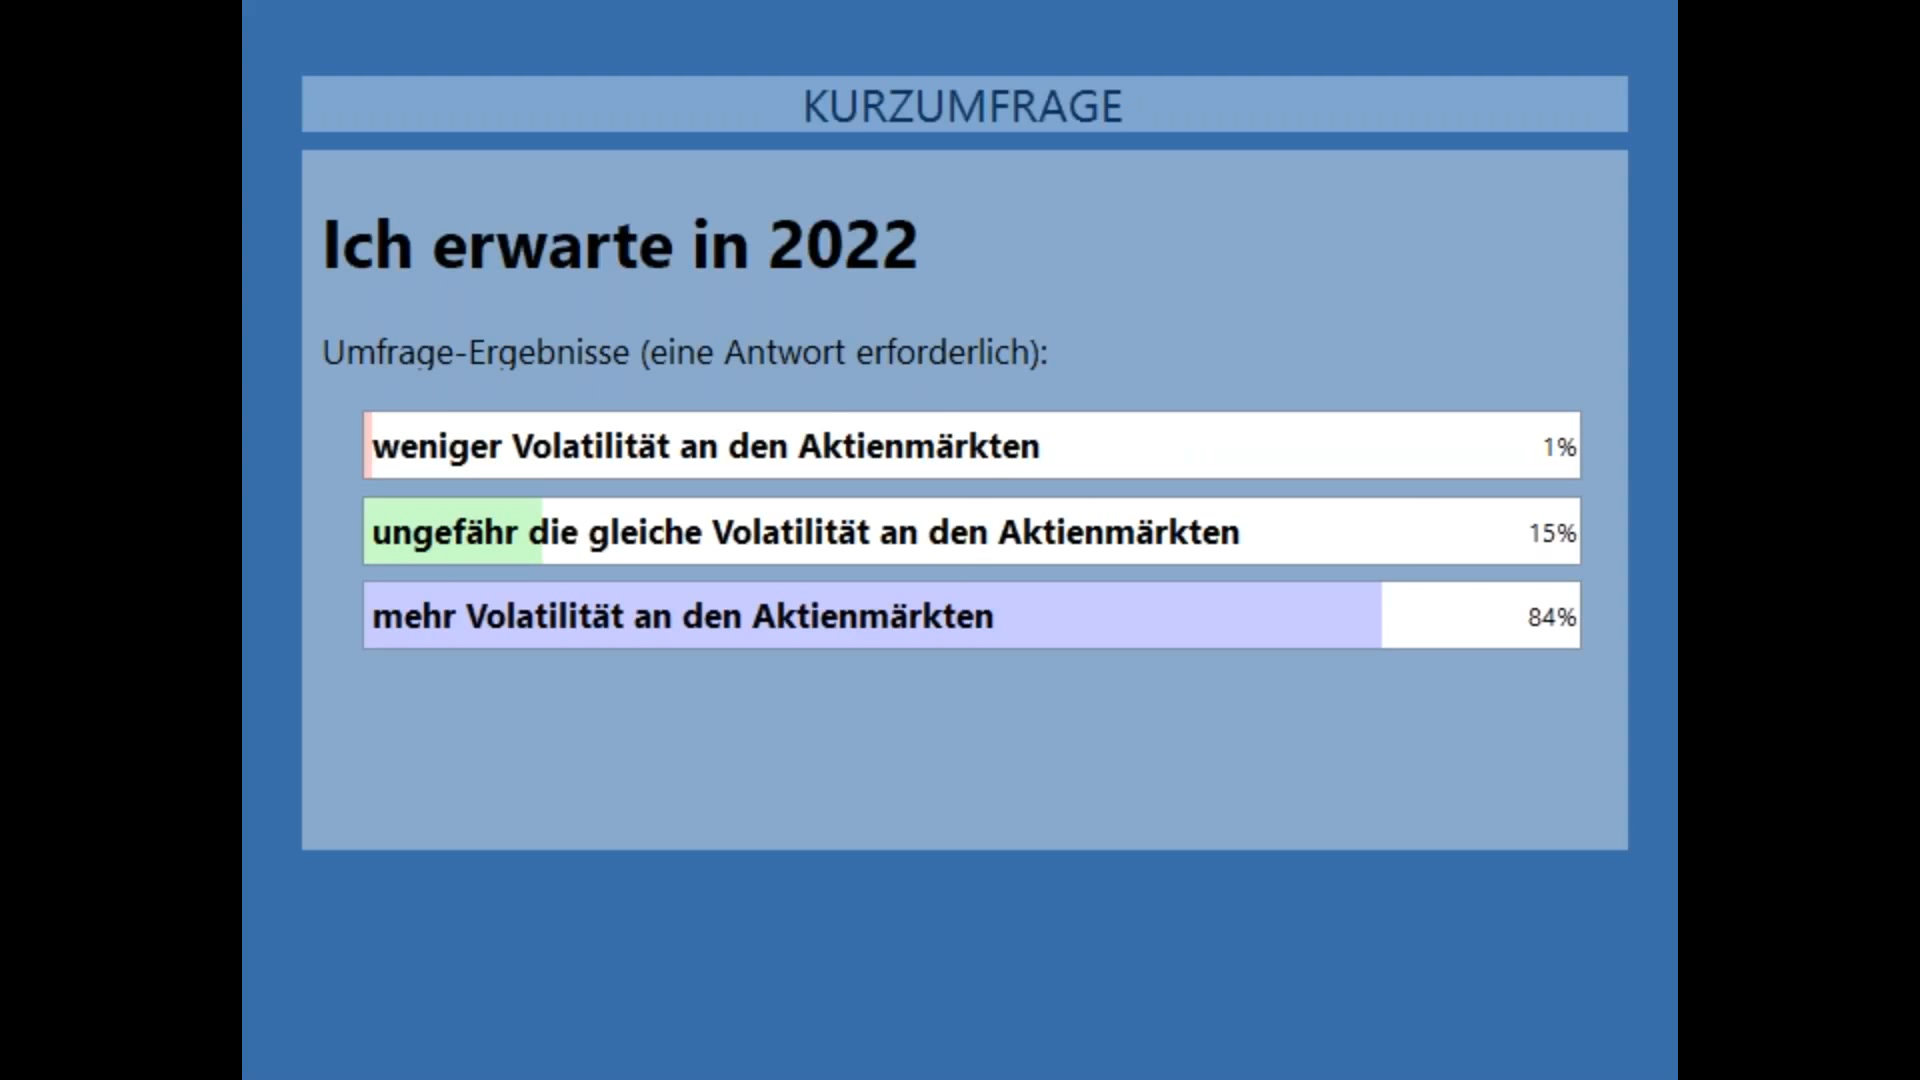 KURZUMFRAGE
Ich erwarte in 2022
Umfrage-Ergebnisse (eine Antwort erforderlich):
weniger Volatilität an den Aktienmärkten 1%
ungefähr die gleiche Volatilität an den Aktienmärkten 15%
mehr Volatilität an den Aktienmärkten 84%